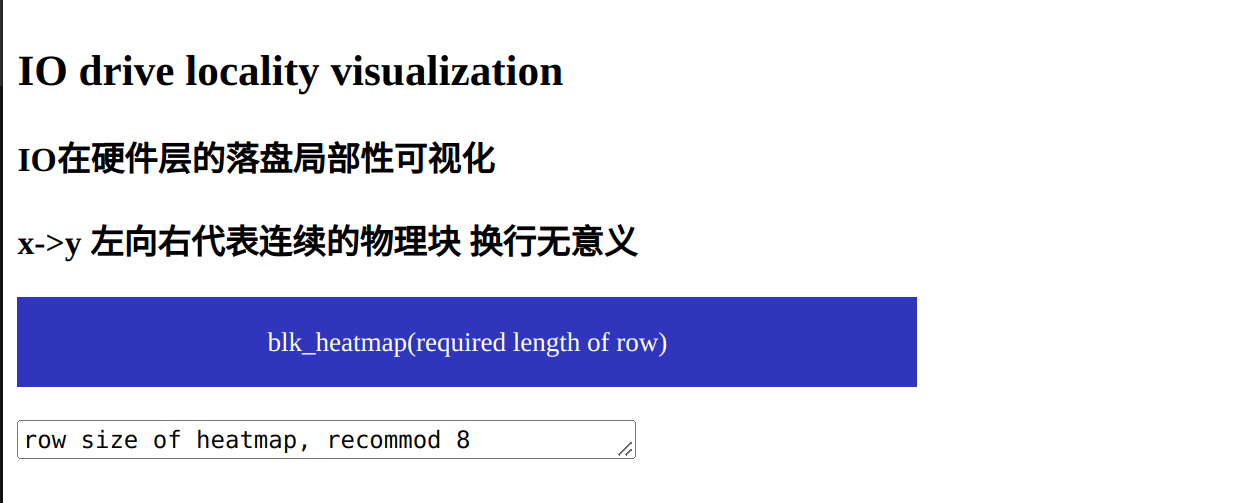 IO drive locality visualization
IO在硬件层的落盘局部性可视化
x->y 左向右代表连续的物理块 换行无意义
blk_heatmap(required length of row)
row size of heatmap, recommod 8